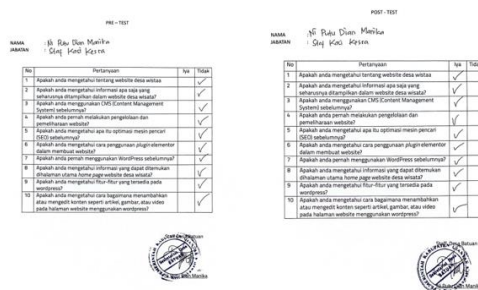 PRE – TEST
NAMA : Ni Putu Dian Manika
JABATAN : Staf Kasi Kesra
No Pertanyaan Iya Tidak
1 Apakah anda mengetahui tentang website desa wistaa
2 Apakah anda mengetahui informasi apa saja yang
seharusnya ditampilkan dalam website desa wisata?
3 Apakah anda menggunakan CMS (Content Management
System) sebelumnya?
4 Apakah anda pernah melakukan pengelolaan dan
pemeliharaan website?
5 Apakah anda mengetahui apa itu optimasi mesin pencari
(SEO) sebelumnya?
6 Apakah anda mengetahui cara penggunaan plugin elementor
dalam membuat website?
7 Apakah anda pernah menggunakan WordPress sebelumnya?
8 Apakah anda mengetahui informasi yang dapat ditemukan
dihalaman utama home page website desa wisata?
9 Apakah anda mengetahui fitur-fitur yang tersedia pada
wordpress?
10 Apakah anda mengetahui cara bagaimana menambahkan
atau mengedit konten seperti artikel, gambar, atau video
pada halaman website menggunakan wordpress?
POST - TEST
NAMA : Ni Putu Dian Manika
JABATAN : Staf Kasi Kesra
No Pertanyaan Iya
1 Apakah anda mengetahui tentang website desa wistaa
2 Apakah anda mengetahui informasi apa saja yang
seharusnya ditampilkan dalam website desa wisata?
3 Apakah anda menggunakan CMS (Content Management
System) sebelumnya?
4 Apakah anda pernah melakukan pengelolaan dan
pemeliharaan website?
5 Apakah anda mengetahui apa itu optimasi mesin pencari
(SEO) sebelumnya?
6 Apakah anda mengetahui cara penggunaan plugin elementor
dalam membuat website?
7 Apakah anda pernah menggunakan WordPress sebelumnya?
8 Apakah anda mengetahui informasi yang dapat ditemukan
dihalaman utama home page website desa wisata?
9 Apakah anda mengetahui fitur-fitur yang tersedia pada
wordpress?
10 Apakah anda mengetahui cara bagaimana menambahkan
atau mengedit konten seperti artikel, gambar, atau video
pada halaman website menggunakan wordpress?